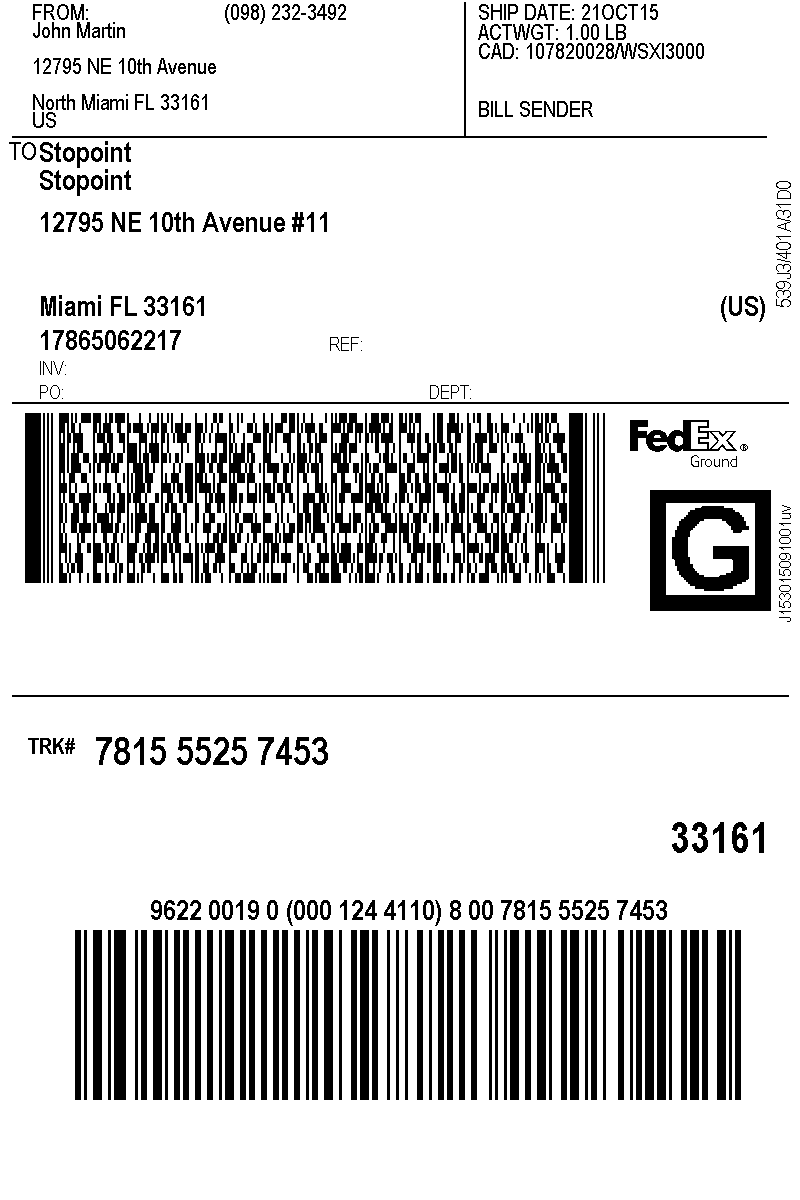 FROM: (098) 232-3492
John Martin
12795 NE 10th Avenue
North Miami FL 33161
US
SHIP DATE: 21OCT15
ACTWGT: 1.00 LB
CAD: 107820028/WSXI3000
BILL SENDER
TO Stopoint
Stopoint
12795 NE 10th Avenue #11
Miami FL 33161 (US)
17865062217 REF:
INV:
PO: DEPT:
539J3/401A/31D0
FedEx®
Ground
G
J153015091001uv
TRK# 7815 5525 7453
33161
9622 0019 0 (000 124 4110) 8 00 7815 5525 7453